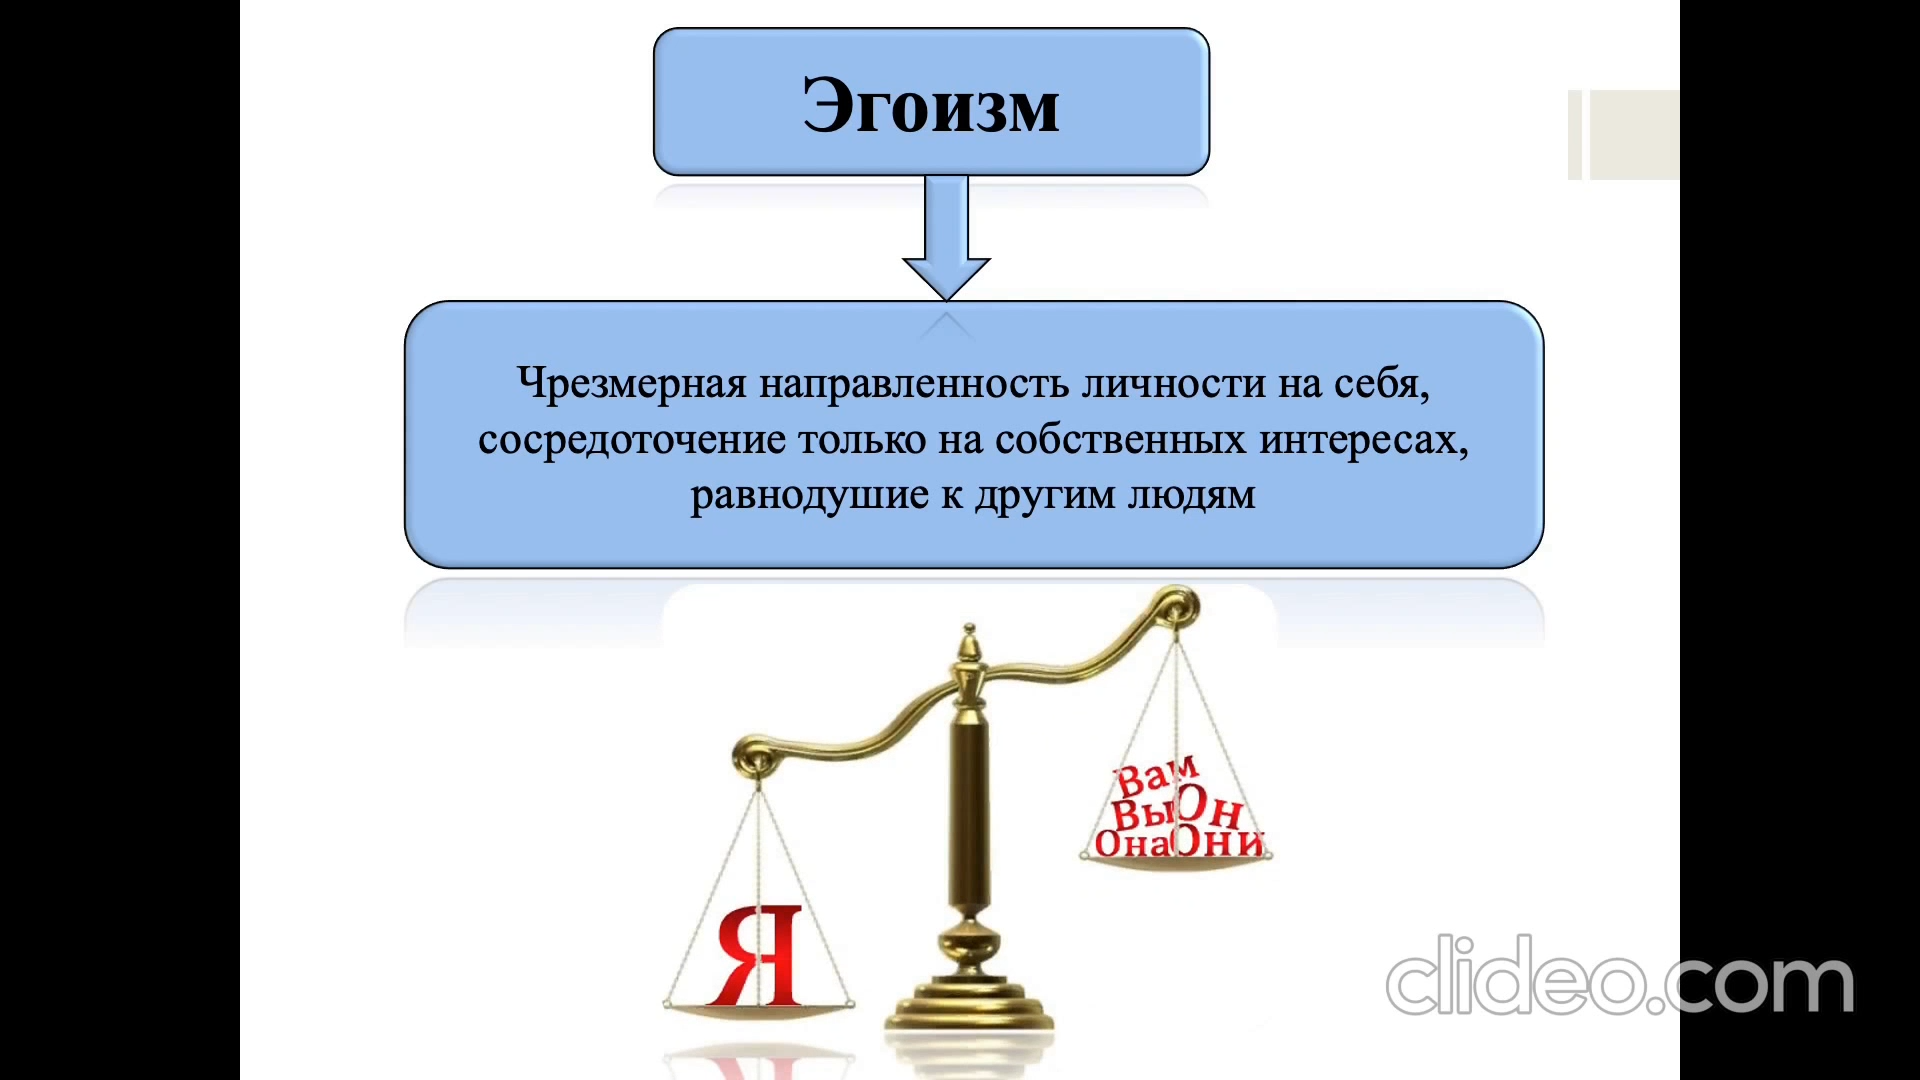 Эгоизм
Чрезмерная направленность личности на себя,
сосредоточение только на собственных интересах,
равнодушие к другим людям
Вам
Вы Он
Она Они
Я
clideo.com